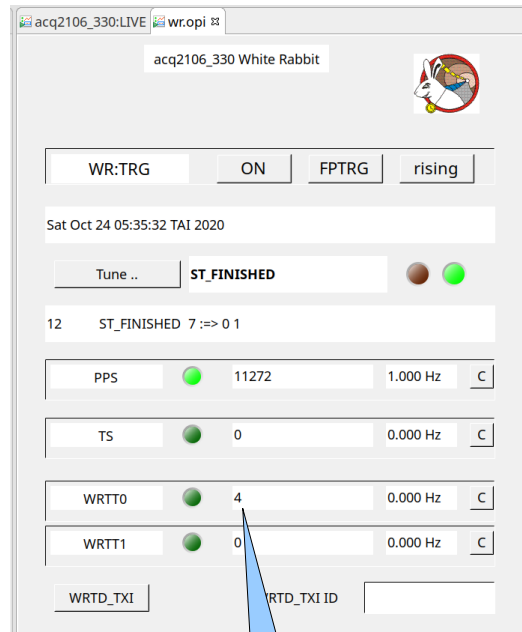 acq2106_330:LIVE wr.opi
acq2106_330 White Rabbit
WR:TRG ON FPTRG rising
Sat Oct 24 05:35:32 TAI 2020
Tune .. ST_FINISHED
12 ST_FINISHED 7 :=> 0 1
PPS 11272 1.000 Hz C
TS 0 0.000 Hz C
WRTT0 4 0.000 Hz C
WRTT1 0 0.000 Hz C
WRTD_TXI RTD_TXI ID